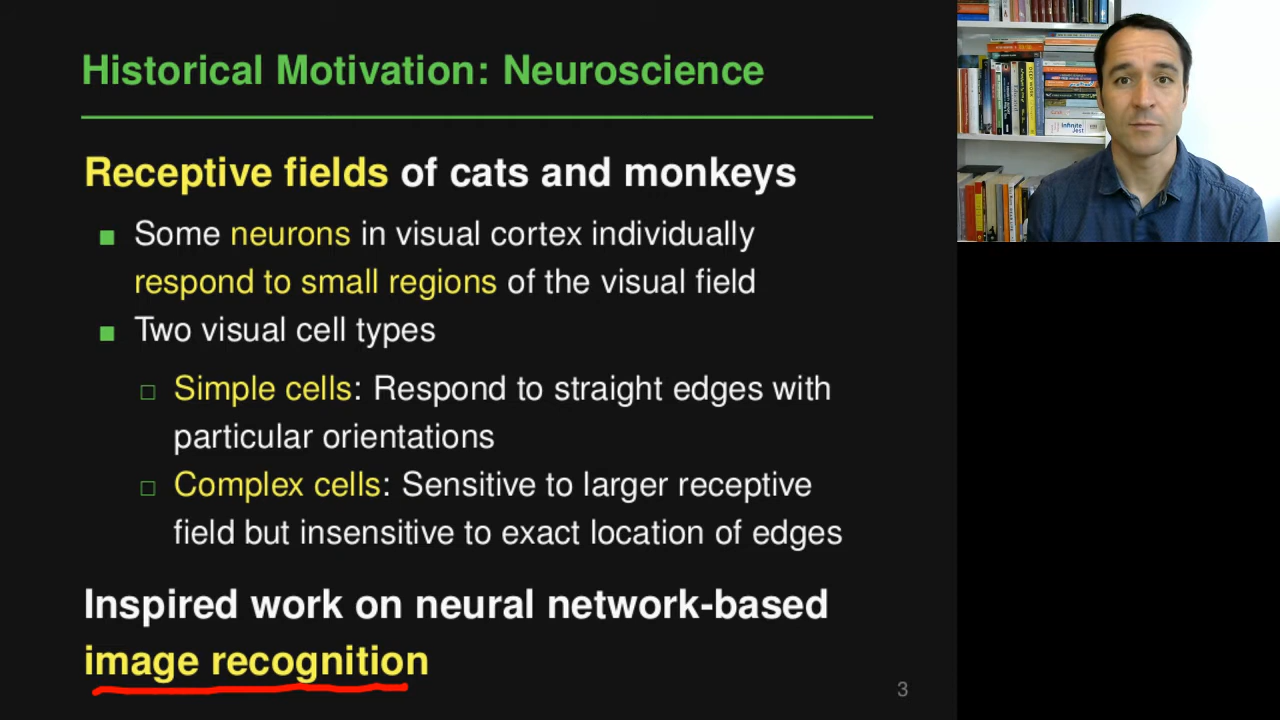 Historical Motivation: Neuroscience
Receptive fields of cats and monkeys
Some neurons in visual cortex individually
respond to small regions of the visual field
Two visual cell types
Simple cells: Respond to straight edges with
particular orientations
Complex cells: Sensitive to larger receptive
field but insensitive to exact location of edges
Inspired work on neural network-based
image recognition
3
Infinite
Jest